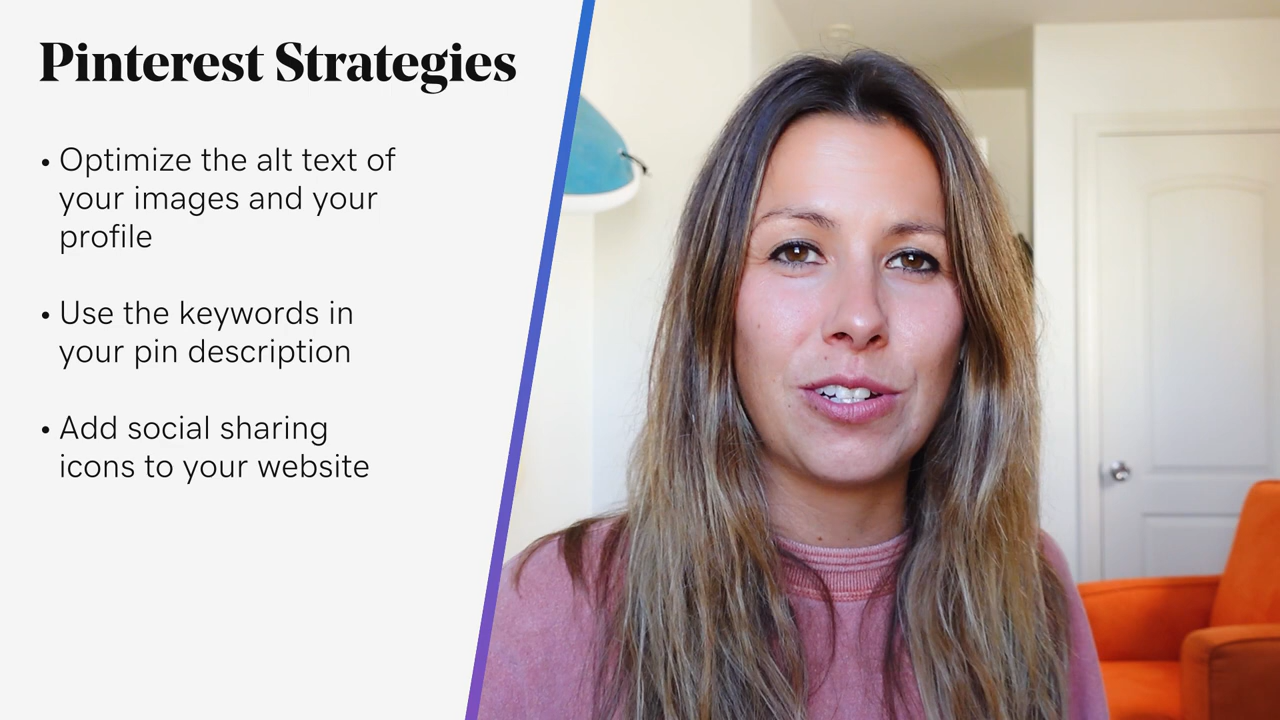 Pinterest Strategies
• Optimize the alt text of
your images and your
profile
• Use the keywords in
your pin description
• Add social sharing
icons to your website